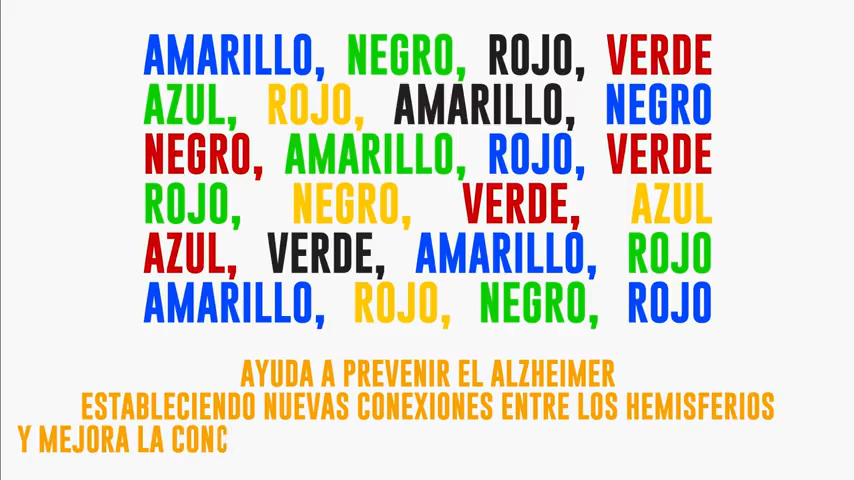 AMARILLO, NEGRO, ROJO, VERDE
AZUL, ROJO, AMARILLO, NEGRO
NEGRO, AMARILLO, ROJO, VERDE
ROJO, NEGRO, VERDE, AZUL
AZUL, VERDE, AMARILLO, ROJO
AMARILLO, ROJO, NEGRO, ROJO
AYUDA A PREVENIR EL ALZHEIMER
ESTABLECIENDO NUEVAS CONEXIONES ENTRE LOS HEMISFERIOS
Y MEJORA LA CONC